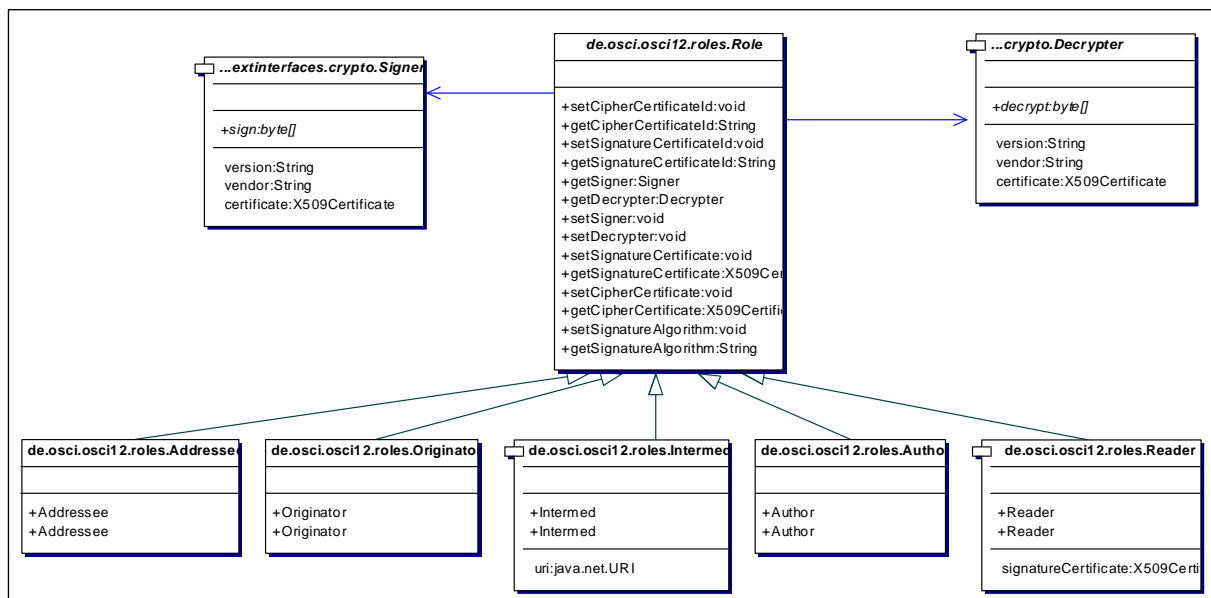 ...extinterfaces.crypto.Signer
+sign:byte[]
version:String
vendor:String
certificate:X509Certificate
de.osci.osci12.roles.Role
+setCipherCertificateId:void
+getCipherCertificateId:String
+setSignatureCertificateId:void
+getSignatureCertificateId:String
+getSigner:Signer
+getDecrypter:Decrypter
+setSigner:void
+setDecrypter:void
+setSignatureCertificate:void
+getSignatureCertificate:X509Cer
+setCipherCertificate:void
+getCipherCertificate:X509Certific
+setSignatureAlgorithm:void
+getSignatureAlgorithm:String
...crypto.Decrypter
+decrypt:byte[]
version:String
vendor:String
certificate:X509Certificate
de.osci.osci12.roles.Addressee
+Addressee
+Addressee
de.osci.osci12.roles.Originato
+Originator
+Originator
de.osci.osci12.roles.Intermed
+Intermed
+Intermed
uri:java.net.URI
de.osci.osci12.roles.Autho
+Author
+Author
de.osci.osci12.roles.Reader
+Reader
+Reader
signatureCertificate:X509Certi